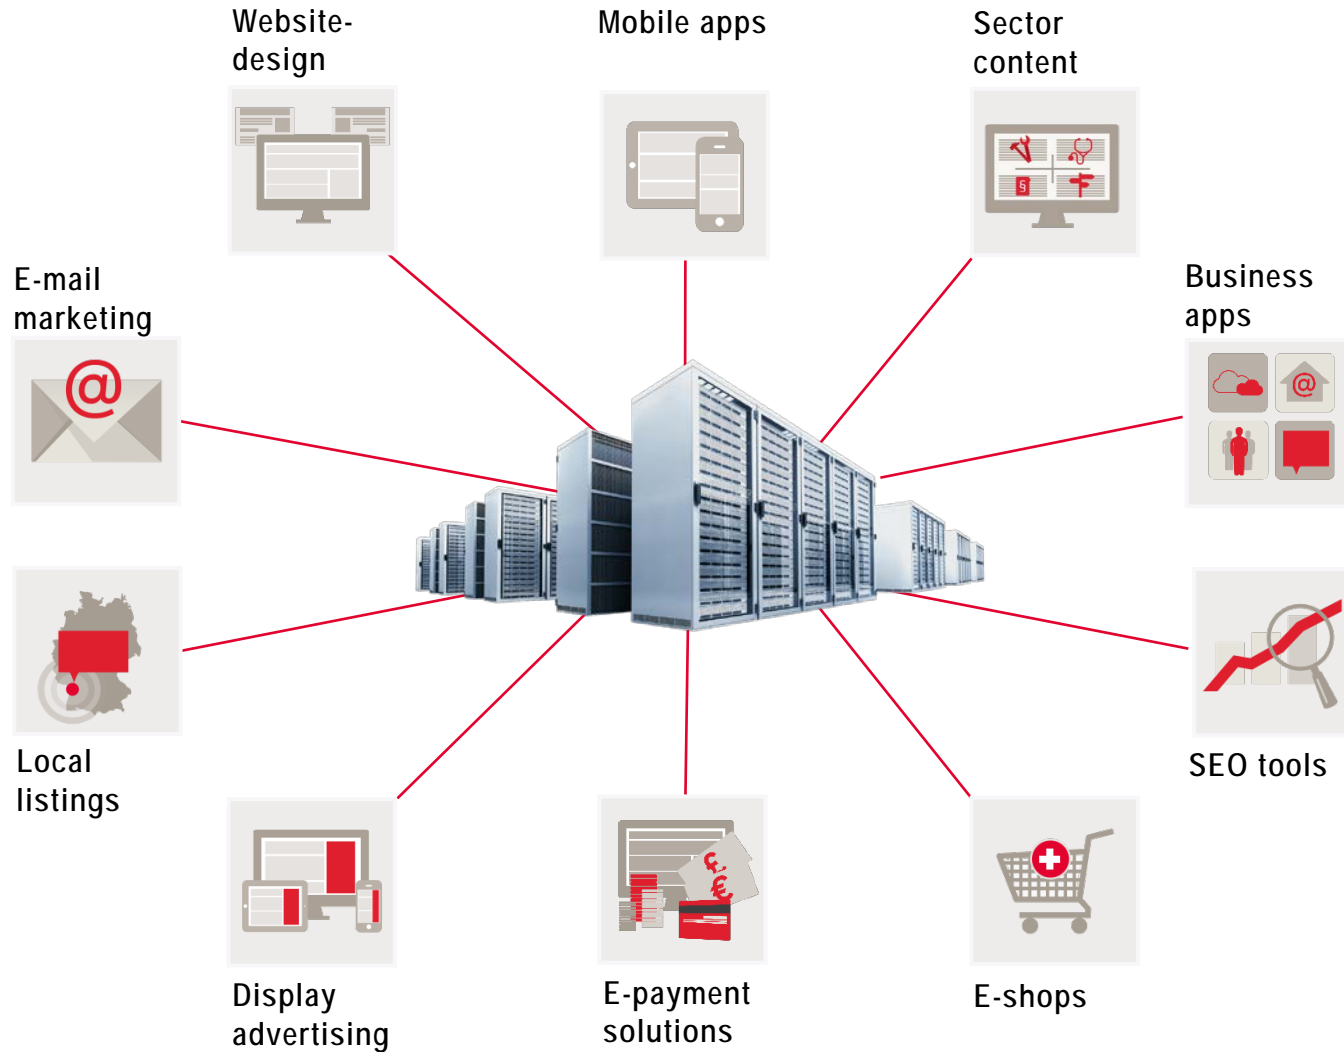 Website-
design
Mobile apps
Sector
content
E-mail
marketing
@
Business
apps
@
§
Local
listings
SEO tools
£
€
Display
advertising
E-payment
solutions
E-shops